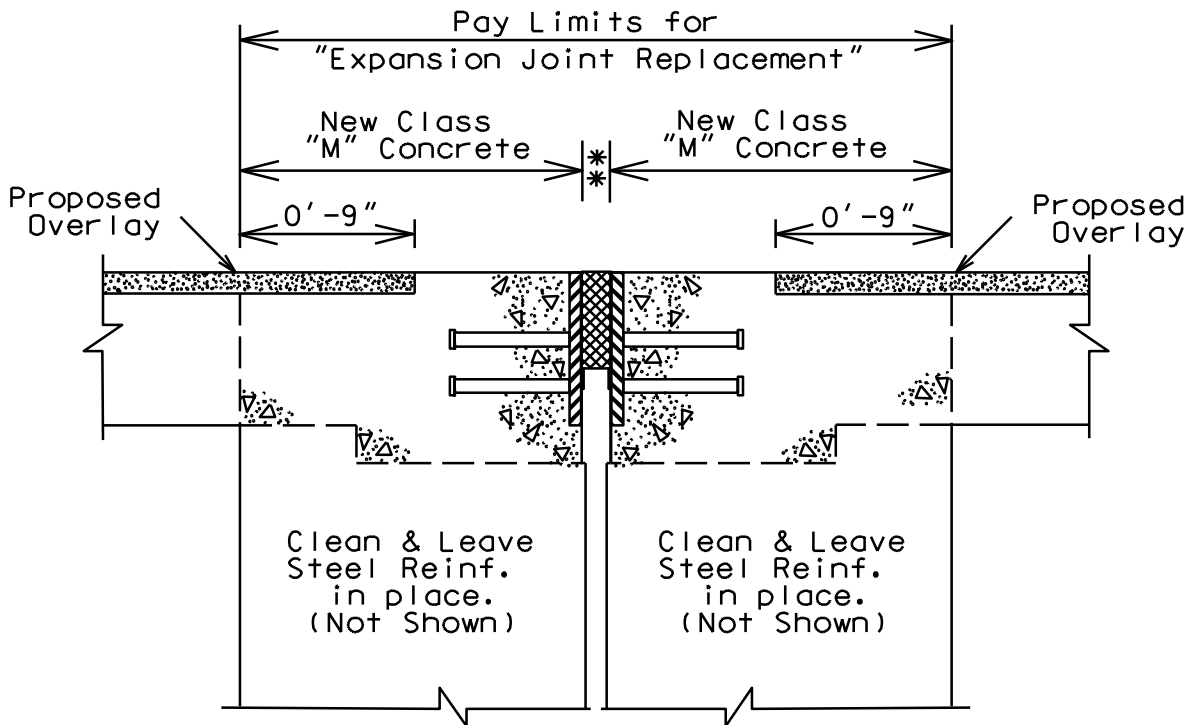 Pay Limits for
"Expansion Joint Replacement"
New Class
"M" Concrete
**
New Class
"M" Concrete
Proposed
Overlay
0'-9"
0'-9"
Proposed
Overlay
Clean & Leave
Steel Reinf.
in place.
(Not Shown)
Clean & Leave
Steel Reinf.
in place.
(Not Shown)